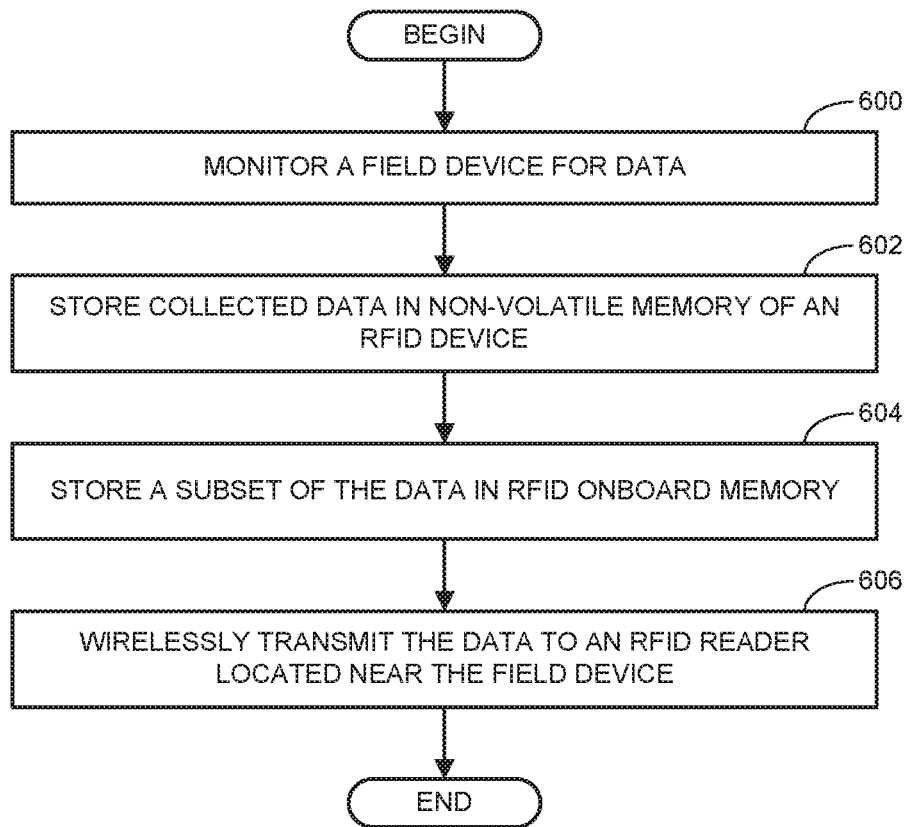 BEGIN
600
MONITOR A FIELD DEVICE FOR DATA
602
STORE COLLECTED DATA IN NON-VOLATILE MEMORY OF AN
RFID DEVICE
604
STORE A SUBSET OF THE DATA IN RFID ONBOARD MEMORY
606
WIRELESSLY TRANSMIT THE DATA TO AN RFID READER
LOCATED NEAR THE FIELD DEVICE
END